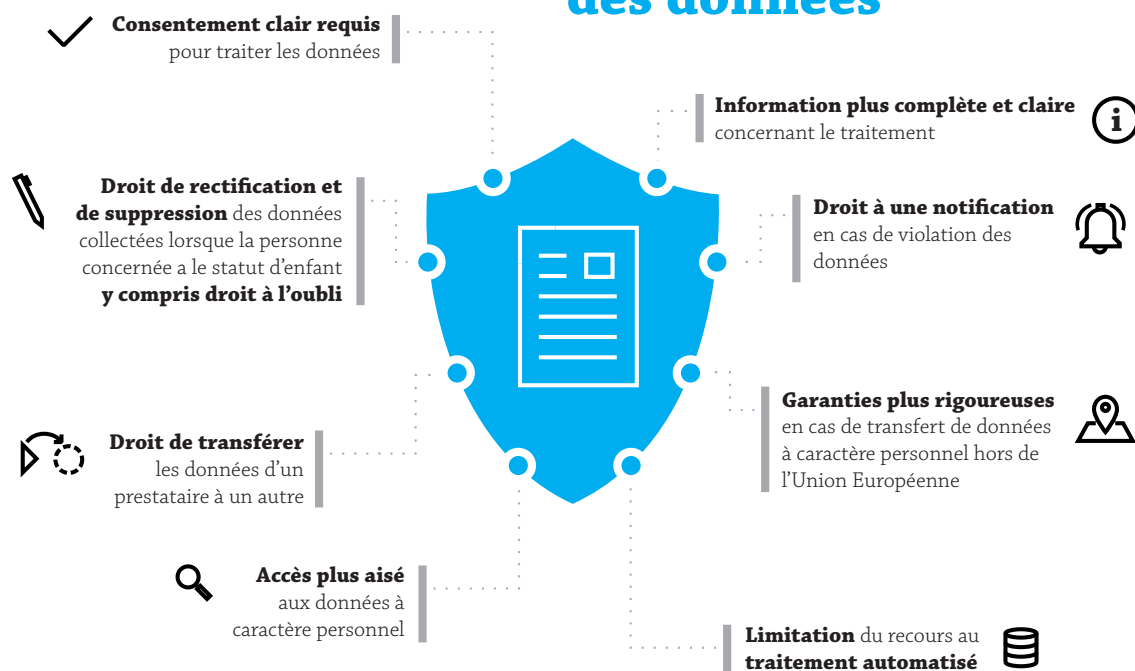 des données
Consentement clair requis
pour traiter les données
Information plus complète et claire
concernant le traitement
Droit de rectification et
de suppression des données
collectées lorsque la personne
concernée a le statut d'enfant
y compris droit à l’oubli
Droit à une notification
en cas de violation des
données
Garanties plus rigoureuses
en cas de transfert de données
à caractère personnel hors de
l’Union Européenne
Droit de transférer
les données d’un
prestataire à un autre
Accès plus aisé
aux données à
caractère personnel
Limitation du recours au
traitement automatisé